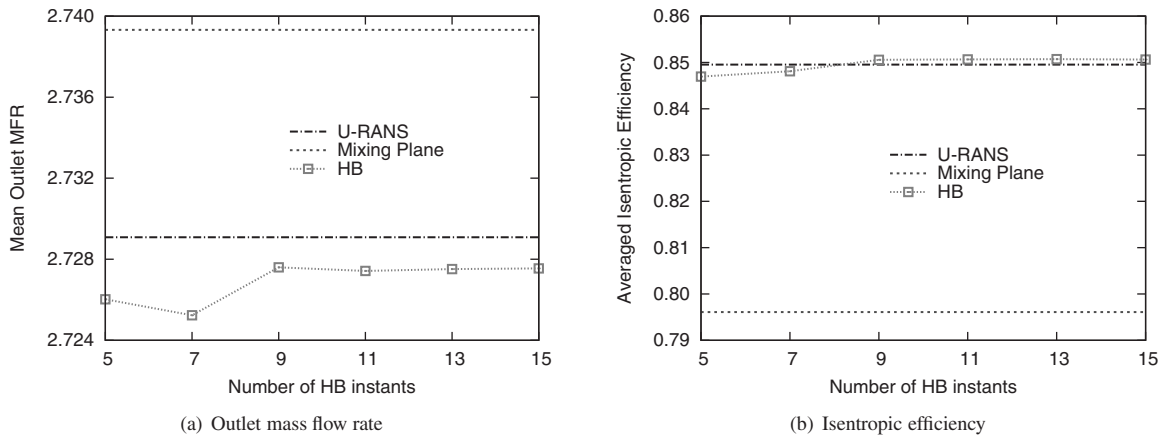 2.740
2.736
2.732
2.728
2.724
Mean Outlet MFR
U-RANS
Mixing Plane
HB
5 7 9 11 13 15
Number of HB instants
(a) Outlet mass flow rate
0.86
0.85
0.84
0.83
0.82
0.81
0.80
0.79
Averaged Isentropic Efficiency
U-RANS
Mixing Plane
HB
5 7 9 11 13 15
Number of HB instants
(b) Isentropic efficiency